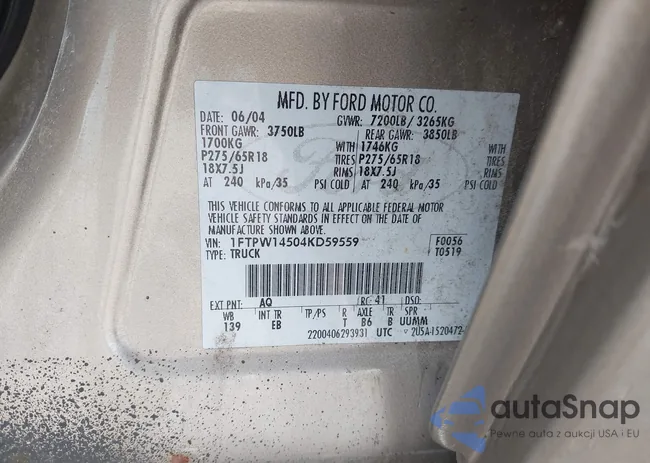 MFD. BY FORD MOTOR CO.
DATE: 06/04 GVWR: 7200LB/ 3265KG
FRONT GAWR: 3750LB REAR GAWR: 3850LB
1700KG WITH 1746KG WITH
P275/65R18 TIRES P275/65R18 TIRES
18X7.5J RIMS 18X7.5J RIMS
AT 240 kPa/35 PSI COLD AT 240 kPa/35 PSI COLD
THIS VEHICLE CONFORMS TO ALL APPLICABLE FEDERAL MOTOR
VEHICLE SAFETY STANDARDS IN EFFECT ON THE DATE OF
MANUFACTURE SHOWN ABOVE.
VIN: 1FTPW14504KD59559 F0056
TYPE: TRUCK T0519
EXT PNT: AQ RC: 41 DSO:
WB INT TR TP/PS R AXLE TR SPR
139 EB T B6 B UUMM
2200406293931 UTC 2U5A-1520472-
autaSnap
Pewne auta z aukcji USA i EU